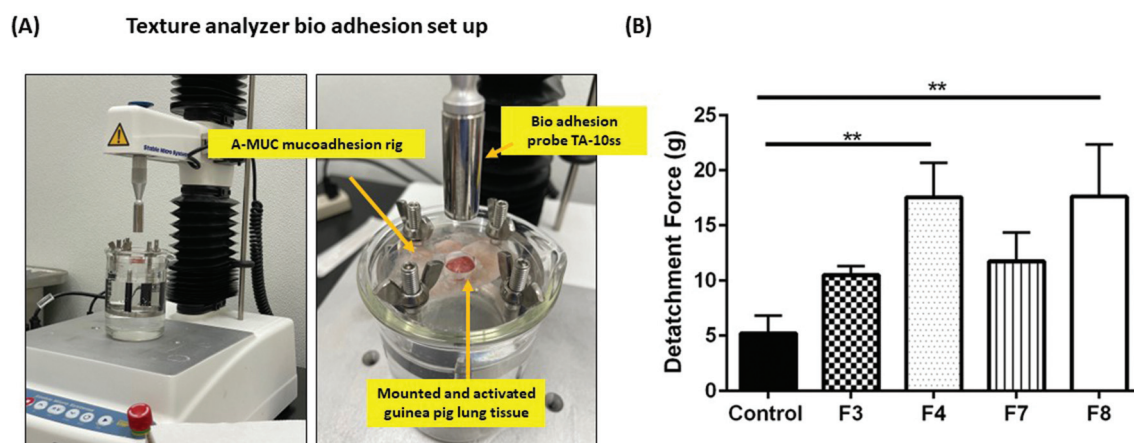 (A)
Texture analyzer bio adhesion set up
A-MUC mucoadhesion rig
Bio adhesion
probe TA-10ss
Mounted and activated
guinea pig lung tissue
(B)
**
**
Detatchment Force (g)
25
20
15
10
5
0
Control
F3
F4
F7
F8